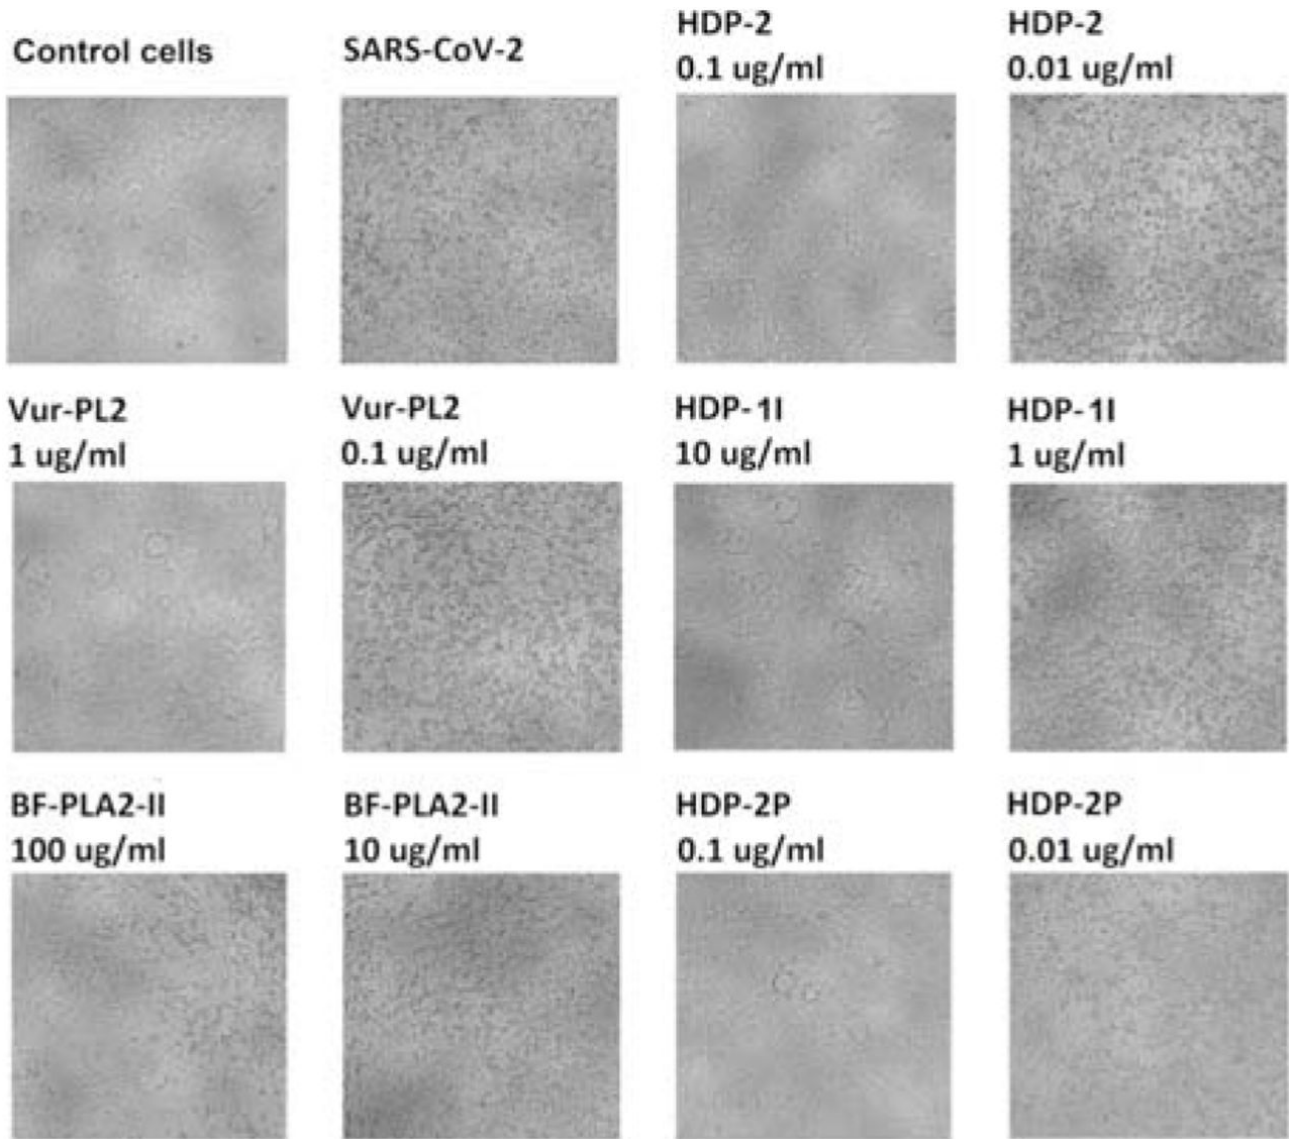 Control cells
SARS-CoV-2
HDP-2
0.1 ug/ml
HDP-2
0.01 ug/ml
Vur-PL2
1 ug/ml
Vur-PL2
0.1 ug/ml
HDP-1I
10 ug/ml
HDP-1I
1 ug/ml
BF-PLA2-II
100 ug/ml
BF-PLA2-II
10 ug/ml
HDP-2P
0.1 ug/ml
HDP-2P
0.01 ug/ml